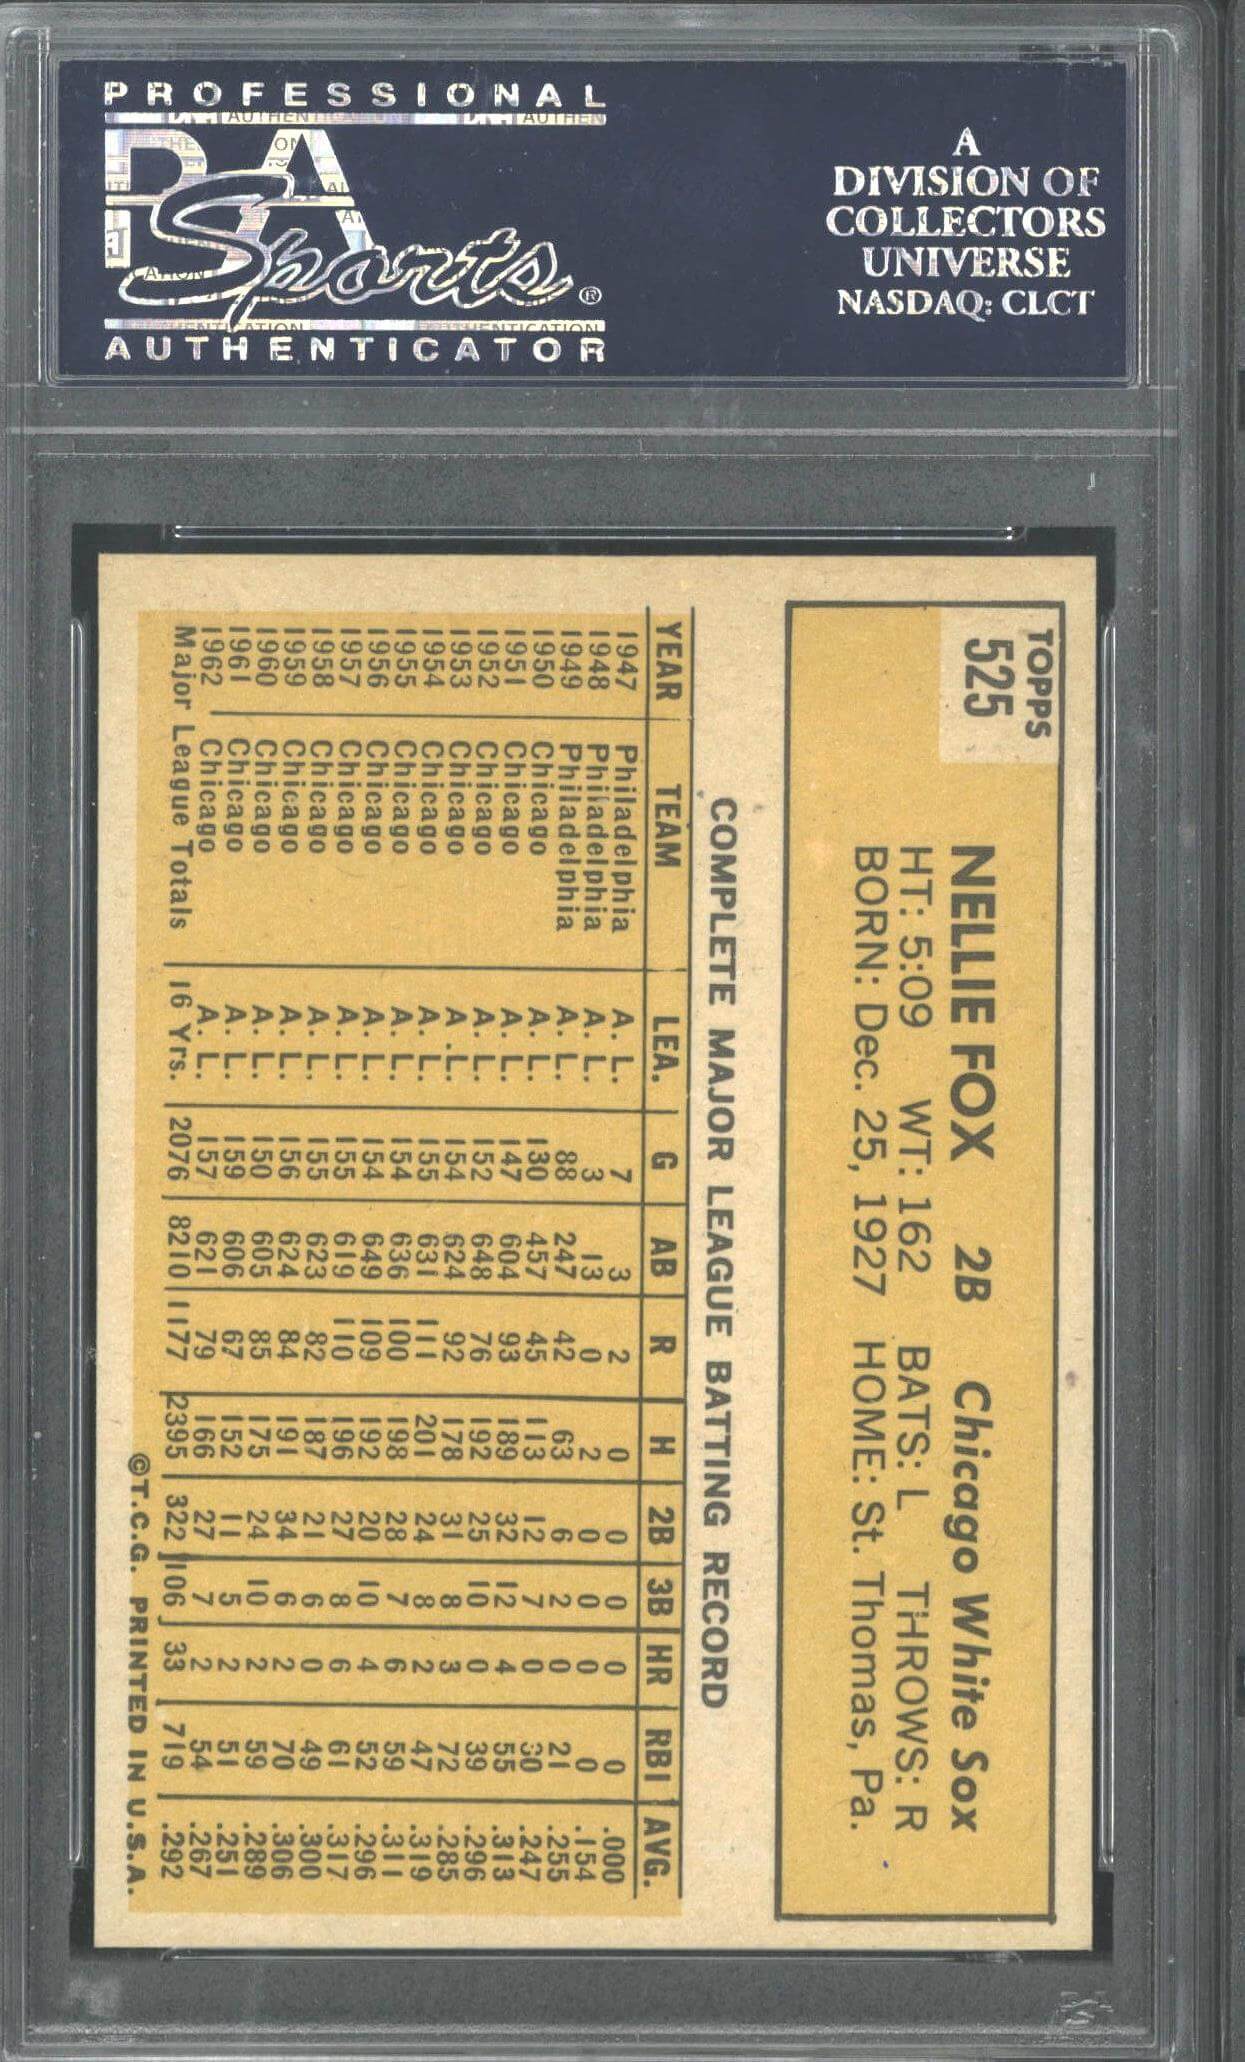 PROFESSIONAL
PSA
Sports®
AUTHENTICATOR
A
DIVISION OF
COLLECTORS
UNIVERSE
NASDAQ: CLCT
TOPPS
525
NELLIE FOX 2B Chicago White Sox
HT: 5:09 WT: 162 BATS: L THROWS: R
BORN: Dec. 25, 1927 HOME: St. Thomas, Pa.
COMPLETE MAJOR LEAGUE BATTING RECORD
YEAR TEAM LEA. G AB R H 2B 3B HR RBI AVG.
1947 Philadelphia A. L. 7 3 2 0 0 0 0 0 .000
1948 Philadelphia A. L. 3 13 0 2 0 0 0 0 .154
1949 Philadelphia A. L. 88 247 42 63 6 2 0 21 .255
1950 Chicago A. L. 130 457 45 113 12 7 0 30 .247
1951 Chicago A. L. 147 604 93 189 32 12 4 55 .313
1952 Chicago A. L. 152 648 76 192 25 10 0 39 .296
1953 Chicago A .L. 154 624 92 178 31 8 3 72 .285
1954 Chicago A. L. 155 631 111 201 24 8 2 47 .319
1955 Chicago A. L. 154 636 100 198 28 7 6 59 .311
1956 Chicago A. L. 154 649 109 192 20 10 4 52 .296
1957 Chicago A. L. 155 619 110 196 27 8 6 61 .317
1958 Chicago A. L. 155 623 82 187 21 6 0 49 .300
1959 Chicago A. L. 156 624 84 191 34 6 2 70 .306
1960 Chicago A. L. 150 605 85 175 24 10 2 59 .289
1961 Chicago A. L. 159 606 67 152 11 5 2 51 .251
1962 Chicago A. L. 157 621 79 166 27 7 2 54 .267
Major League Totals 16 Yrs. 2076 8210 1177 2395 322 106 33 719 .292
©T.C.G. PRINTED IN U.S.A.